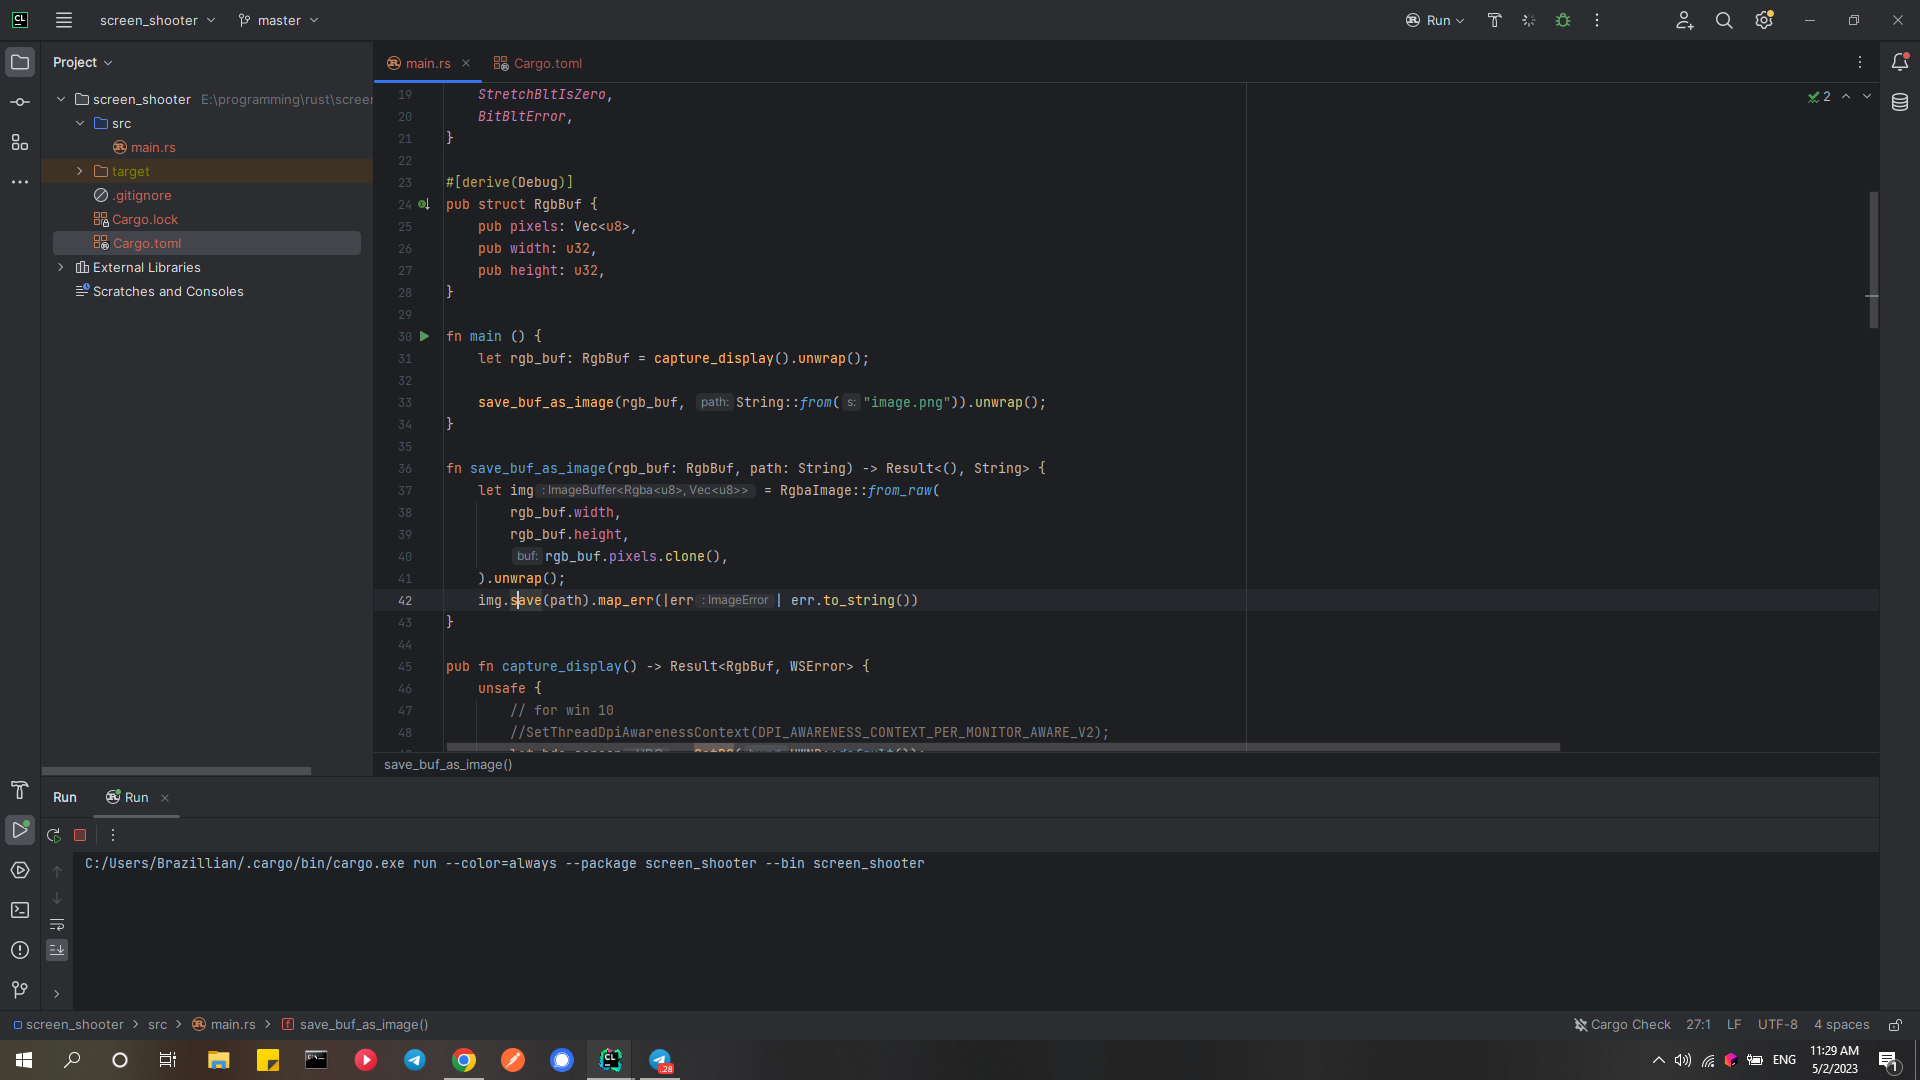 CL
screen_shooter
master
Run
Project
main.rs
Cargo.toml
screen_shooter E:\programming\rust\screer
src
main.rs
target
.gitignore
Cargo.lock
Cargo.toml
External Libraries
Scratches and Consoles
2
19 StretchBltIsZero,
20 BitBltError,
21 }
22
23 #[derive(Debug)]
24 pub struct RgbBuf {
25 pub pixels: Vec<u8>,
26 pub width: u32,
27 pub height: u32,
28 }
29
30 fn main () {
31 let rgb_buf: RgbBuf = capture_display().unwrap();
32
33 save_buf_as_image(rgb_buf, path: String::from( s: "image.png")).unwrap();
34 }
35
36 fn save_buf_as_image(rgb_buf: RgbBuf, path: String) -> Result<(), String> {
37 let img : ImageBuffer<Rgba<u8>, Vec<u8>> = RgbaImage::from_raw(
38 rgb_buf.width,
39 rgb_buf.height,
40 buf: rgb_buf.pixels.clone(),
41 ).unwrap();
42 img.save(path).map_err(|err : ImageError | err.to_string())
43 }
44
45 pub fn capture_display() -> Result<RgbBuf, WSError> {
46 unsafe {
47 // for win 10
48 //SetThreadDpiAwarenessContext(DPI_AWARENESS_CONTEXT_PER_MONITOR_AWARE_V2);
save_buf_as_image()
Run
Run
C:/Users/Brazillian/.cargo/bin/cargo.exe run --color=always --package screen_shooter --bin screen_shooter
screen_shooter > src > main.rs > f save_buf_as_image()
Cargo Check 27:1 LF UTF-8 4 spaces
CL
.28
ENG
11:29 AM
5/2/2023
1